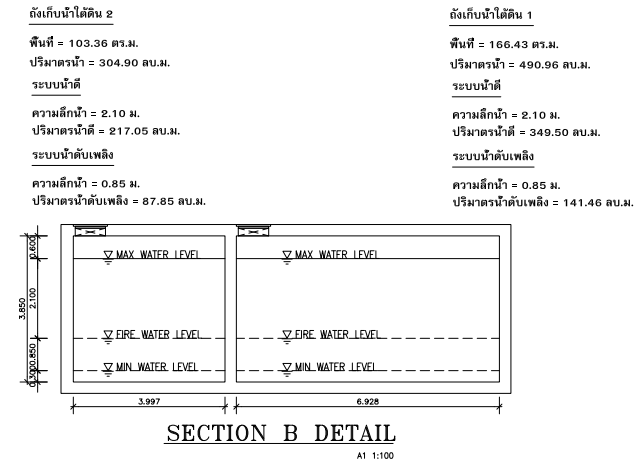 ถังเก็บน้ำใต้ดิน 2
พื้นที่ = 103.36 ตร.ม.
ปริมาตรน้ำ = 304.90 ลบ.ม.
ระบบน้ำดี
ความลึกน้ำ = 2.10 ม.
ปริมาตรน้ำดี = 217.05 ลบ.ม.
ระบบน้ำดับเพลิง
ความลึกน้ำ = 0.85 ม.
ปริมาตรน้ำดับเพลิง = 87.85 ลบ.ม.
ถังเก็บน้ำใต้ดิน 1
พื้นที่ = 166.43 ตร.ม.
ปริมาตรน้ำ = 490.96 ลบ.ม.
ระบบน้ำดี
ความลึกน้ำ = 2.10 ม.
ปริมาตรน้ำดี = 349.50 ลบ.ม.
ระบบน้ำดับเพลิง
ความลึกน้ำ = 0.85 ม.
ปริมาตรน้ำดับเพลิง = 141.46 ลบ.ม.
3.850
0.600
2.100
0.850
0.300
MAX WATER LEVEL
FIRE WATER LEVEL
MIN WATER LEVEL
MAX WATER LEVEL
FIRE WATER LEVEL
MIN WATER LEVEL
3.997
6.928
SECTION B DETAIL
A1 1:100